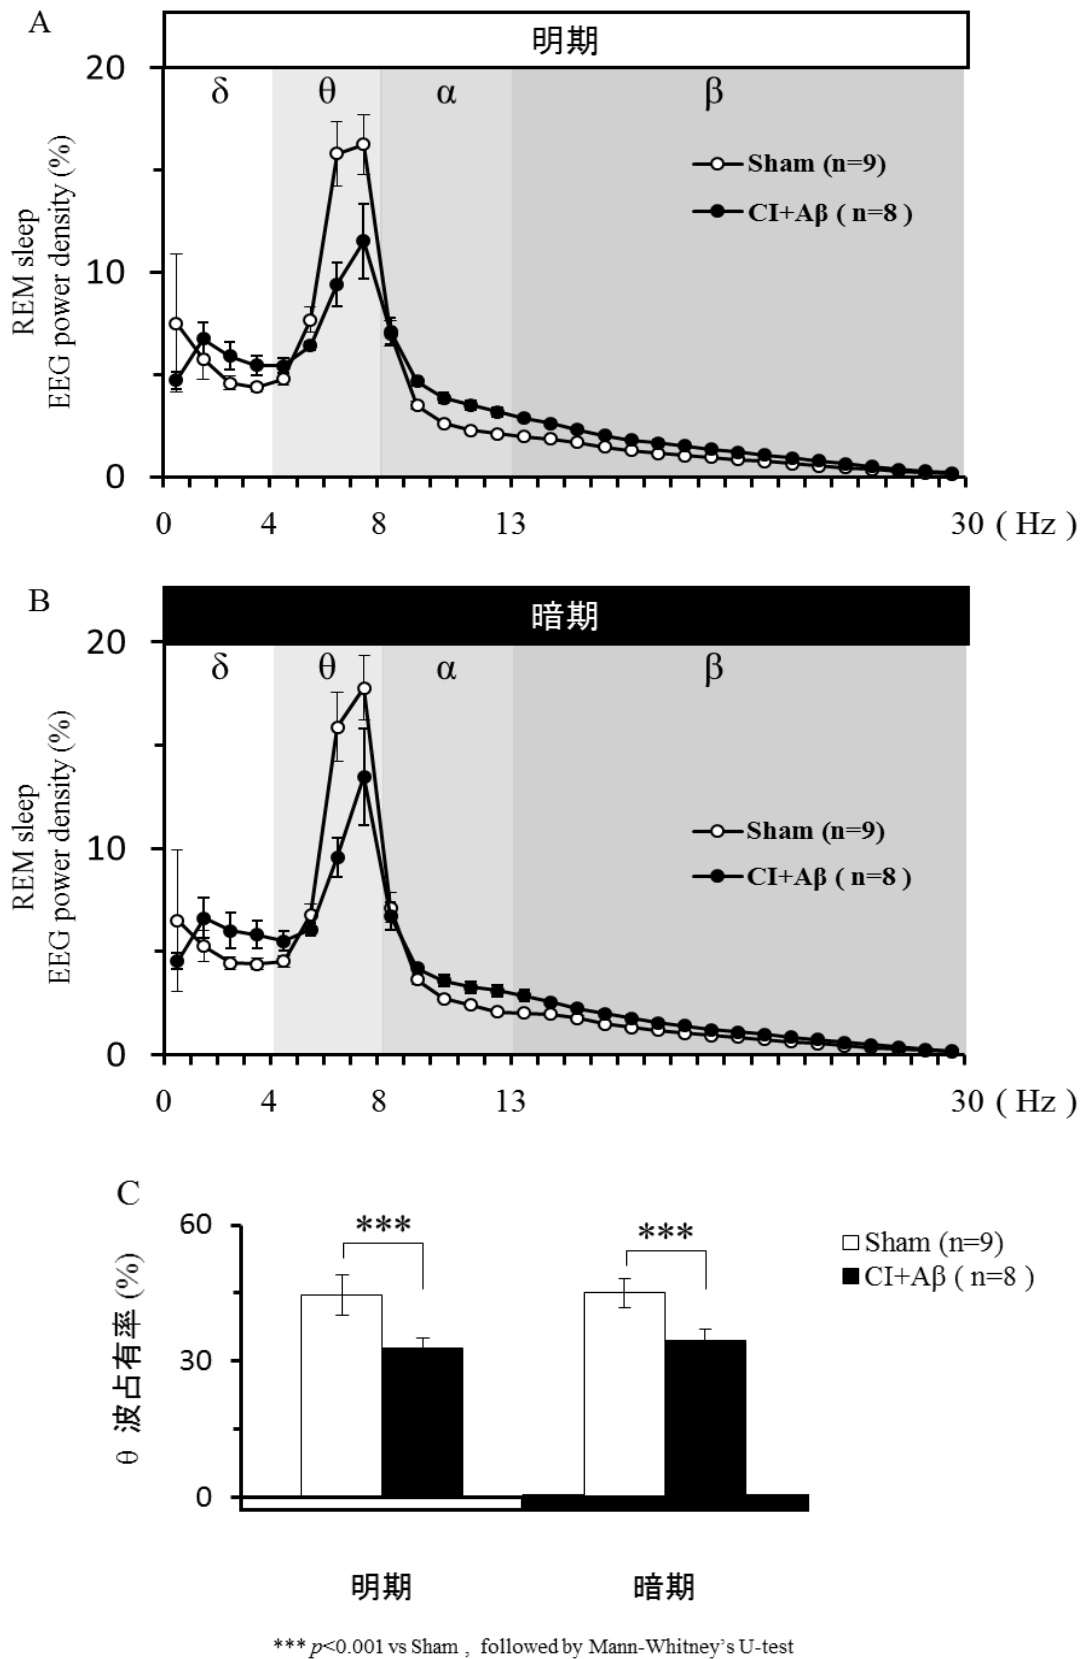 A
明期
20
δ θ α β
Sham (n=9)
CI+Aβ ( n=8 )
10
0
REM sleep
EEG power density (%)
0 4 8 13 30 ( Hz )
B
暗期
20
δ θ α β
Sham (n=9)
CI+Aβ ( n=8 )
10
0
REM sleep
EEG power density (%)
0 4 8 13 30 ( Hz )
C
60
*** ***
Sham (n=9)
CI+Aβ ( n=8 )
30
0
θ 波占有率 (%)
明期 暗期
*** p<0.001 vs Sham , followed by Mann-Whitney’s U-test